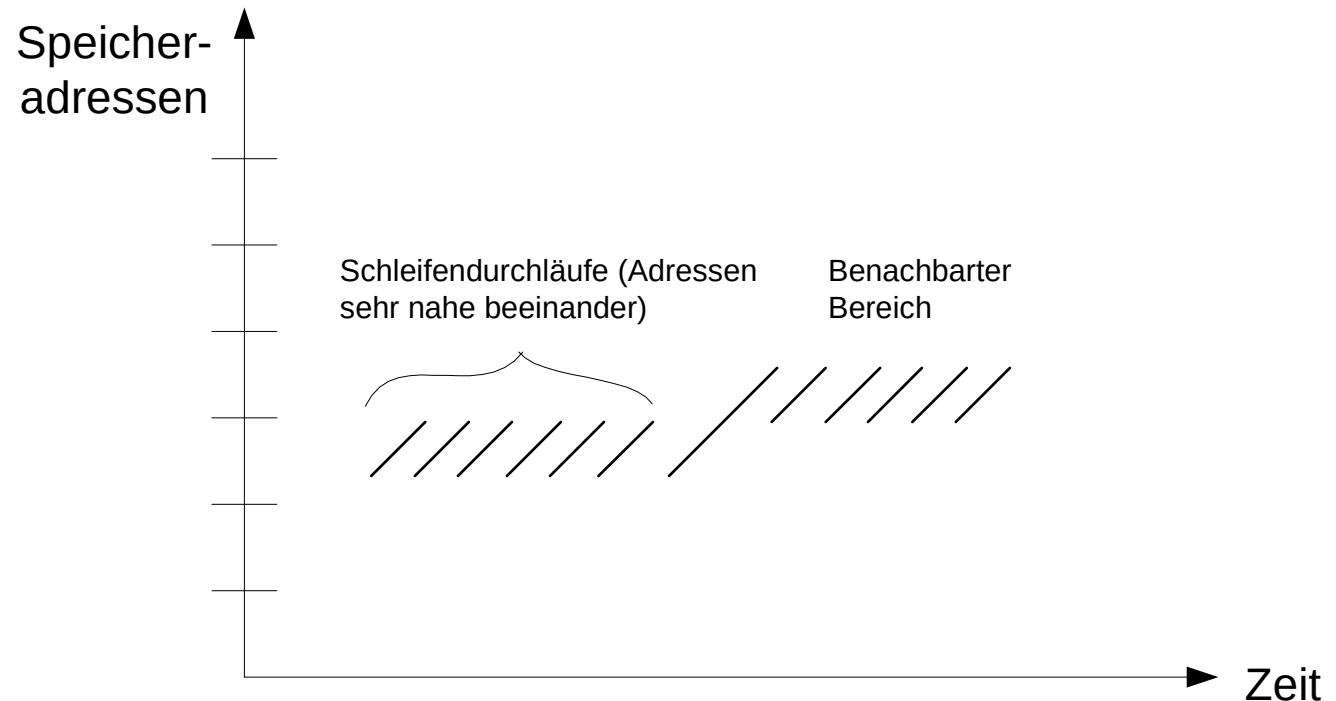 Speicher-
adressen
Schleifendurchläufe (Adressen
sehr nahe beeinander)
Benachbarter
Bereich
Zeit